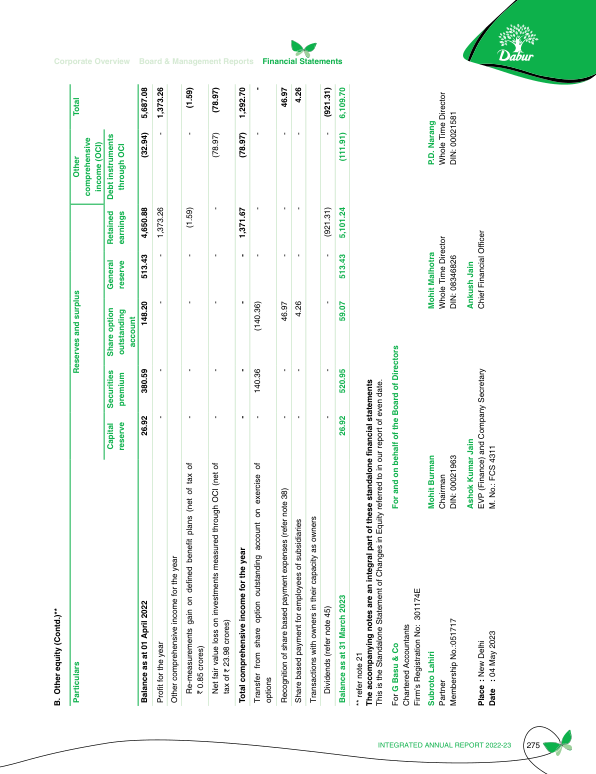 Corporate Overview Board & Management Reports Financial Statements
Dabur
B. Other equity (Contd.)**
Particulars Reserves and surplus Other comprehensive income (OCI) Total
Capital reserve Securities premium Share option outstanding account General reserve Retained earnings Debt instruments through OCI
Balance as at 01 April 2022 26.92 380.59 148.20 513.43 4,650.88 (32.94) 5,687.08
Profit for the year - - - - 1,373.26 - 1,373.26
Other comprehensive income for the year
Re-measurements gain on defined benefit plans (net of tax of
₹ 0.85 crores) - - - - (1.59) - (1.59)
Net fair value loss on investments measured through OCI (net of
tax of ₹ 23.98 crores) - - - - - (78.97) (78.97)
Total comprehensive income for the year - - - - 1,371.67 (78.97) 1,292.70
Transfer from share option outstanding account on exercise of
options - 140.36 (140.36) - - - -
Recognition of share based payment expenses (refer note 38) - - 46.97 - - - 46.97
Share based payment for employees of subsidiaries - - 4.26 - - - 4.26
Transactions with owners in their capacity as owners
Dividends (refer note 45) - - - - (921.31) - (921.31)
Balance as at 31 March 2023 26.92 520.95 59.07 513.43 5,101.24 (111.91) 6,109.70
** refer note 21
The accompanying notes are an integral part of these standalone financial statements
This is the Standalone Statement of Changes in Equity referred to in our report of even date.
For G Basu & Co For and on behalf of the Board of Directors
Chartered Accountants
Firm's Registration No: 301174E
Subroto Lahiri Mohit Burman Mohit Malhotra P.D. Narang
Partner Chairman Whole Time Director Whole Time Director
Membership No.:051717 DIN: 00021963 DIN: 08346826 DIN: 00021581
Ashok Kumar Jain Ankush Jain
Place : New Delhi EVP (Finance) and Company Secretary Chief Financial Officer
Date : 04 May 2023 M. No.: FCS 4311
INTEGRATED ANNUAL REPORT 2022-23 275